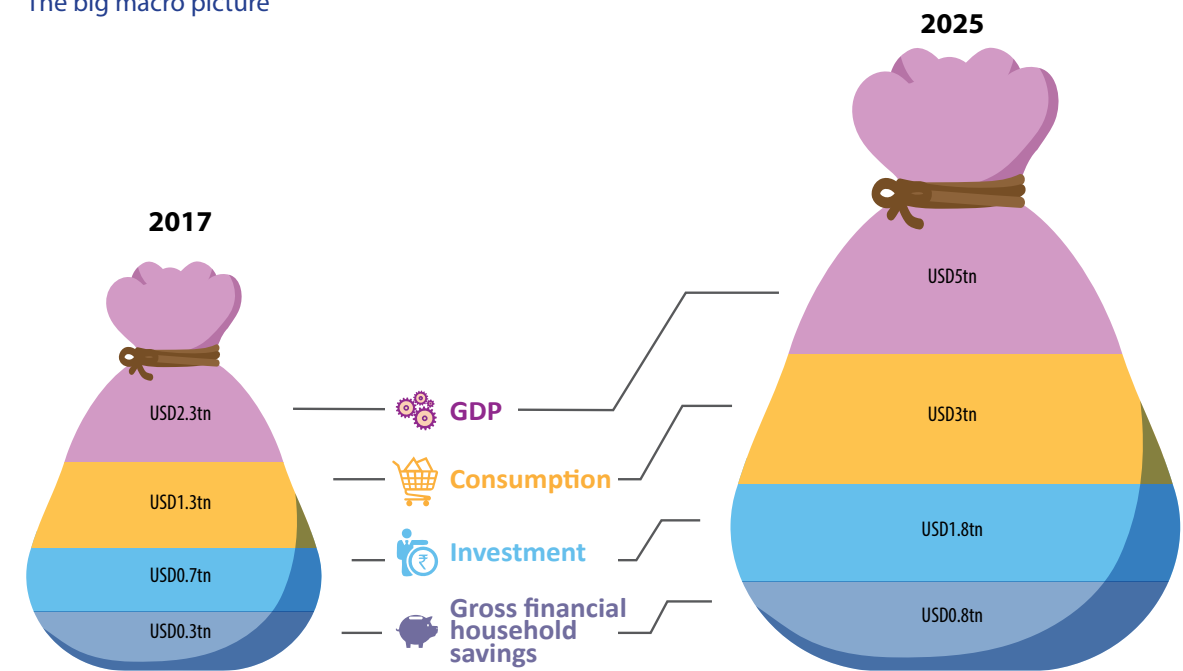 The big macro picture
2025
2017
USD5tn
USD2.3tn
GDP
USD3tn
Consumption
USD1.3tn
USD1.8tn
Investment
₹
USD0.7tn
Gross financial
household
savings
USD0.8tn
USD0.3tn